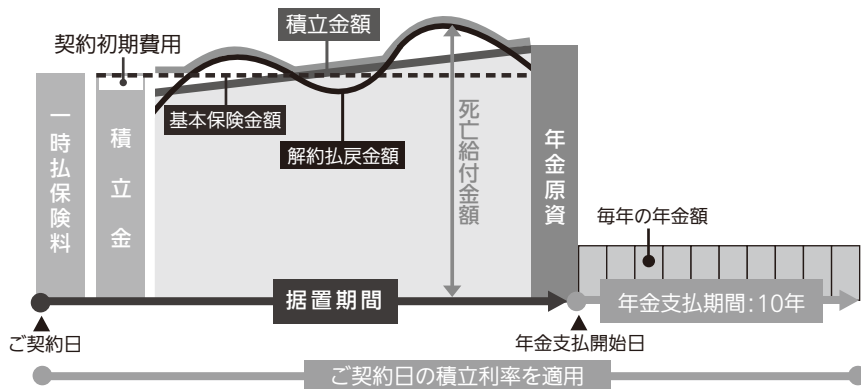 積立金額
契約初期費用
基本保険金額
解約払戻金額
一時払保険料
積立金
死亡給付金額
年金原資
毎年の年金額
据置期間
年金支払期間:10年
ご契約日
年金支払開始日
ご契約日の積立利率を適用